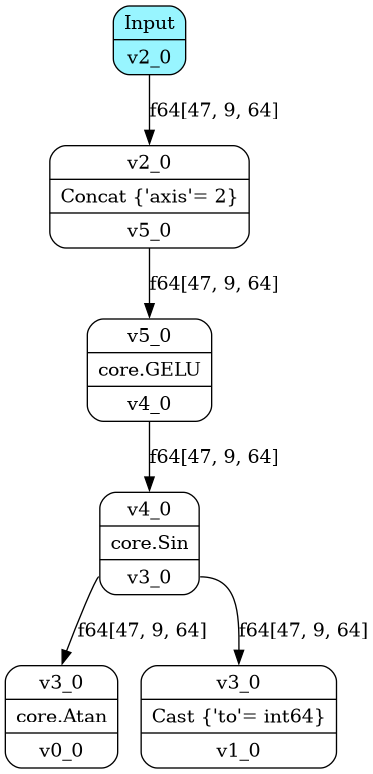 Input
v2_0
f64[47, 9, 64]
v2_0
Concat {'axis'= 2}
v5_0
f64[47, 9, 64]
v5_0
core.GELU
v4_0
f64[47, 9, 64]
v4_0
core.Sin
v3_0
f64[47, 9, 64]
f64[47, 9, 64]
v3_0
core.Atan
v0_0
v3_0
Cast {'to'= int64}
v1_0